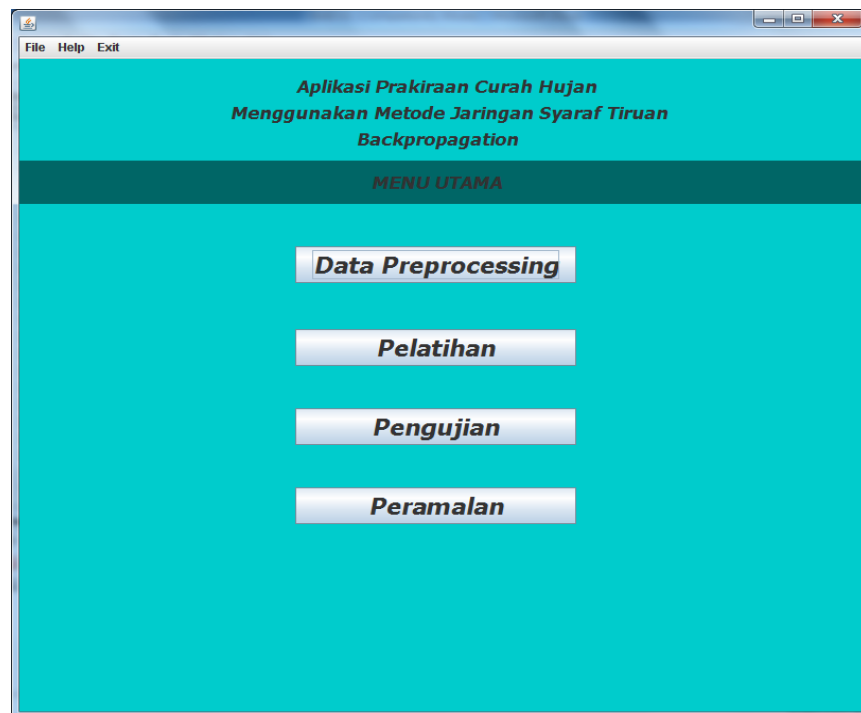 File Help Exit
Aplikasi Prakiraan Curah Hujan
Menggunakan Metode Jaringan Syaraf Tiruan
Backpropagation
MENU UTAMA
Data Preprocessing
Pelatihan
Pengujian
Peramalan